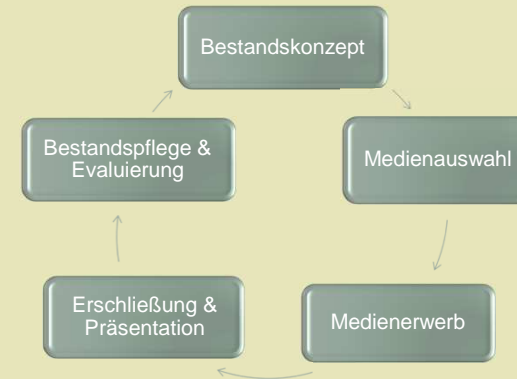 Bestandskonzept
Medienauswahl
Medienerwerb
Erschließung &
Präsentation
Bestandspflege &
Evaluierung